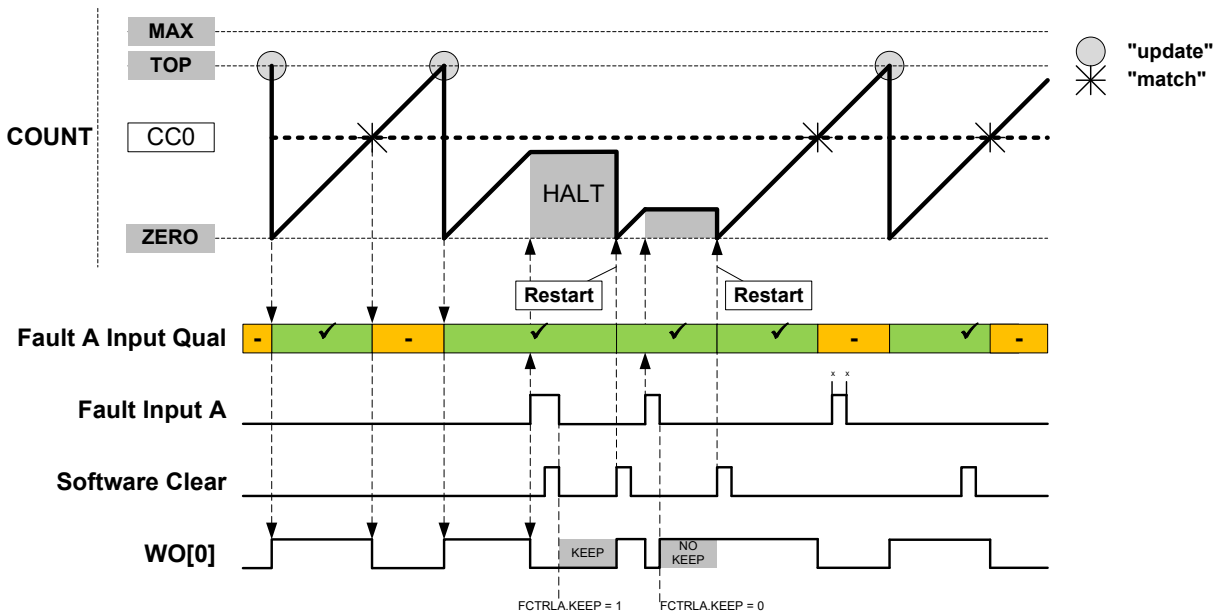 MAX
TOP
"update"
"match"
COUNT
CC0
HALT
ZERO
Restart
Restart
Fault A Input Qual
- ✓ - ✓ ✓ ✓ - ✓ -
x x
Fault Input A
Software Clear
WO[0]
KEEP
NO
KEEP
FCTRLA.KEEP = 1
FCTRLA.KEEP = 0